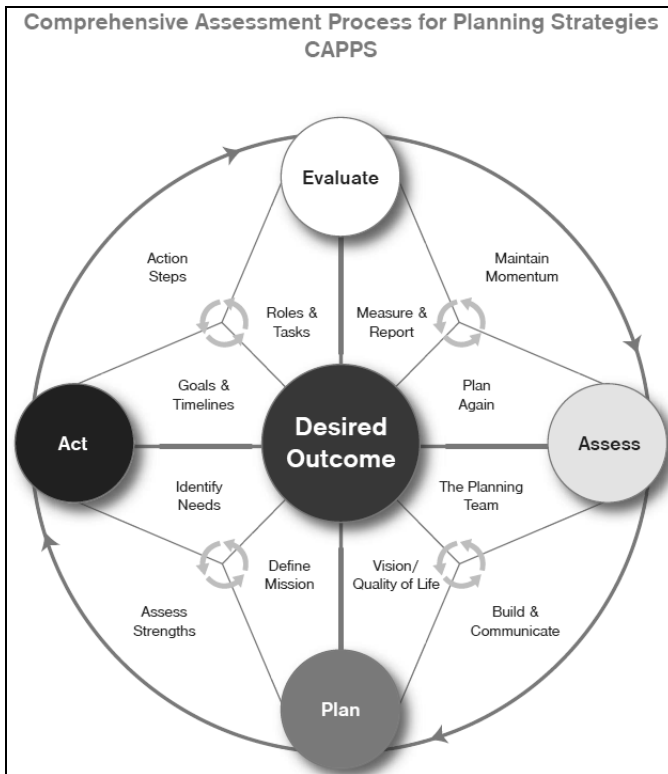 Comprehensive Assessment Process for Planning Strategies
CAPPS
Evaluate
Action
Steps
Maintain
Momentum
Roles &
Tasks
Measure &
Report
Goals &
Timelines
Plan
Again
Act
Desired
Outcome
Assess
Identify
Needs
The Planning
Team
Define
Mission
Vision/
Quality of Life
Assess
Strengths
Build &
Communicate
Plan